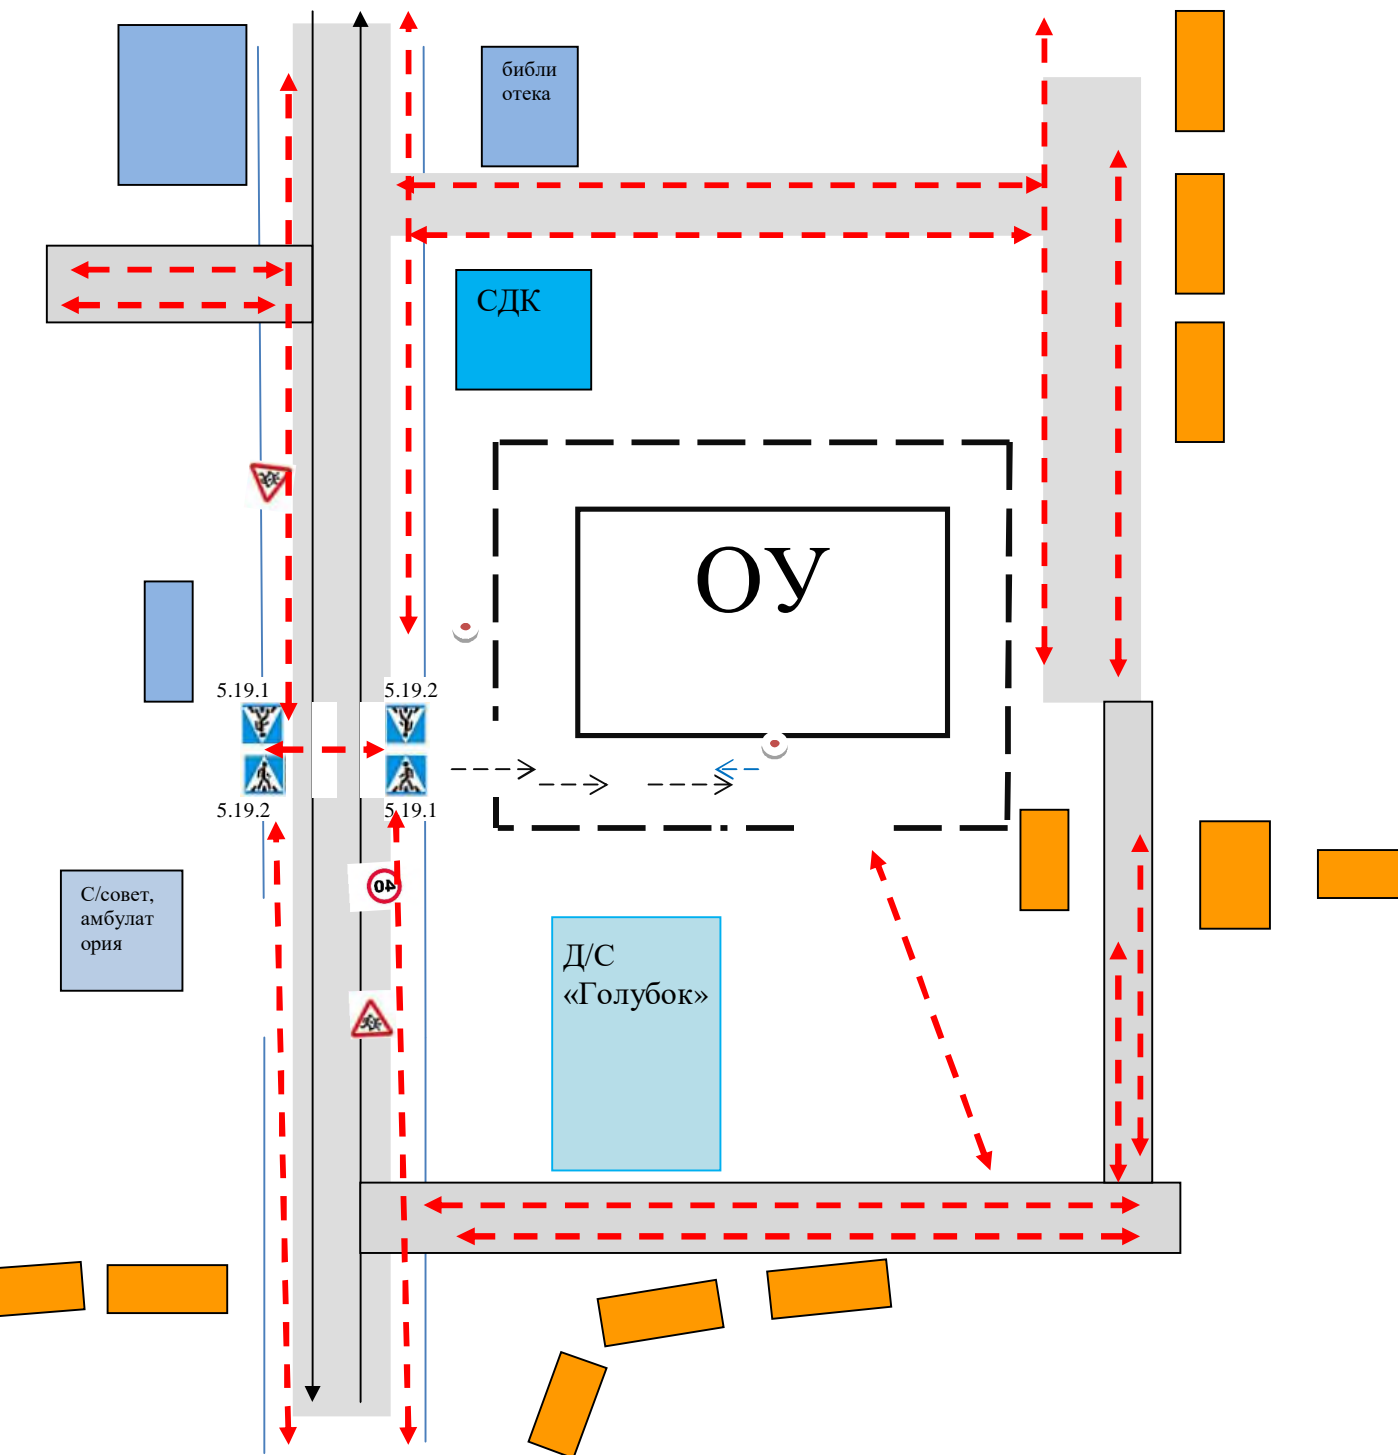 библи
отека
СДК
ОУ
5.19.1
5.19.2
5.19.2
5.19.1
40
С/совет,
амбулат
ория
Д/С
«Голубок»